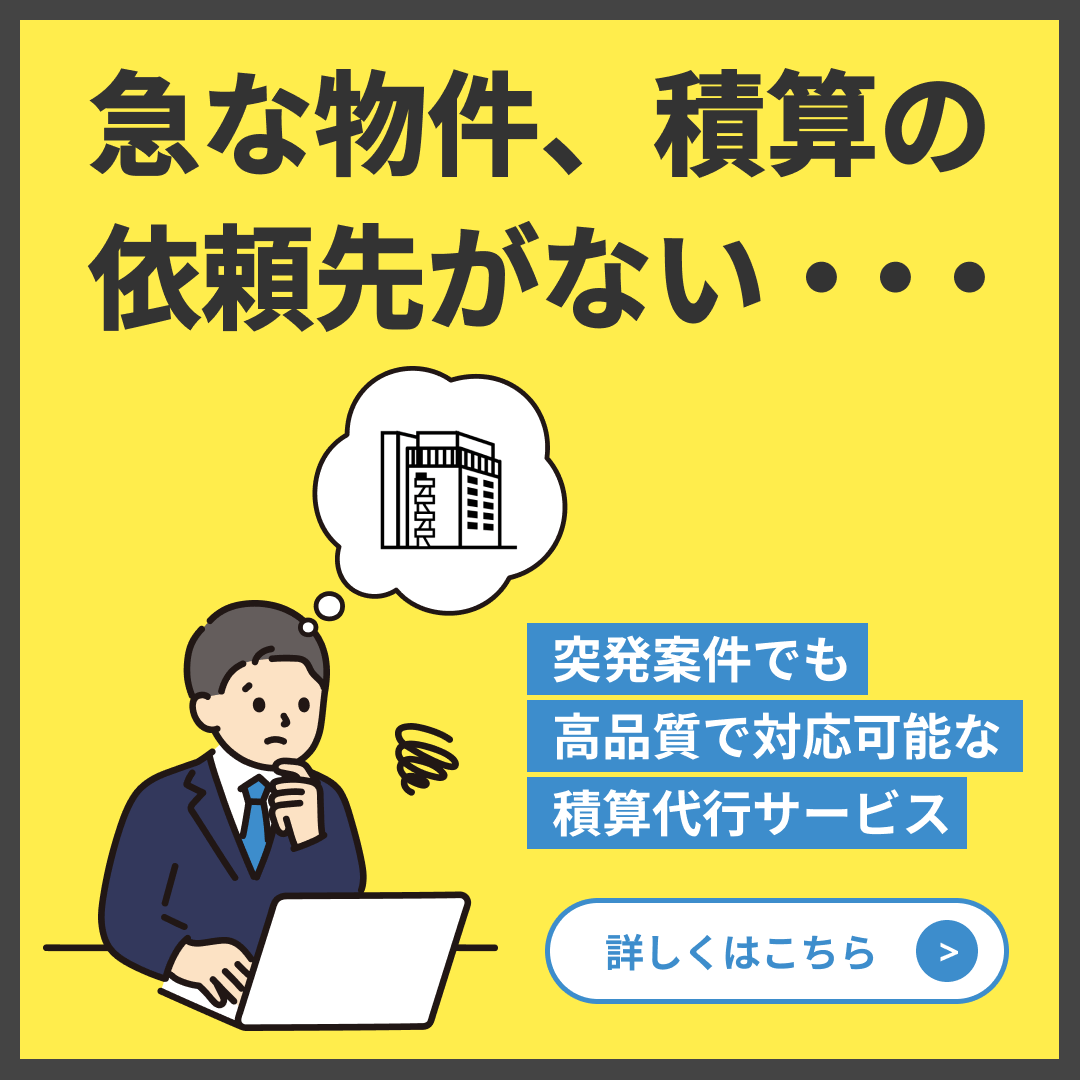 急な物件、積算の
依頼先がない・・・
突発案件でも
高品質で対応可能な
積算代行サービス
詳しくはこちら >